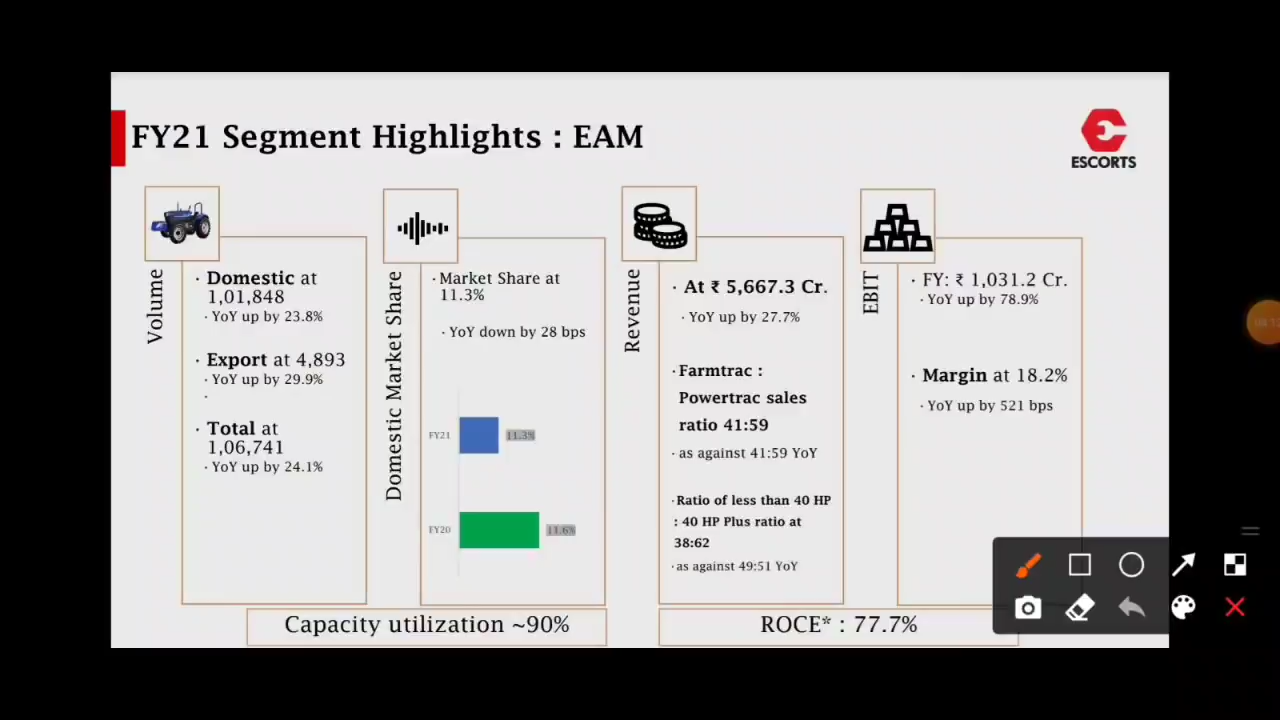 FY21 Segment Highlights : EAM
ESCORTS
Volume
· Domestic at
1,01,848
· YoY up by 23.8%
· Export at 4,893
· YoY up by 29.9%
·
· Total at
1,06,741
· YoY up by 24.1%
Domestic Market Share
· Market Share at
11.3%
· YoY down by 28 bps
FY21
11.3%
FY20
11.6%
Revenue
· At ₹ 5,667.3 Cr.
· YoY up by 27.7%
· Farmtrac :
Powertrac sales
ratio 41:59
· as against 41:59 YoY
· Ratio of less than 40 HP
: 40 HP Plus ratio at
38:62
· as against 49:51 YoY
EBIT
· FY: ₹ 1,031.2 Cr.
· YoY up by 78.9%
· Margin at 18.2%
· YoY up by 521 bps
Capacity utilization ~90%
ROCE* : 77.7%